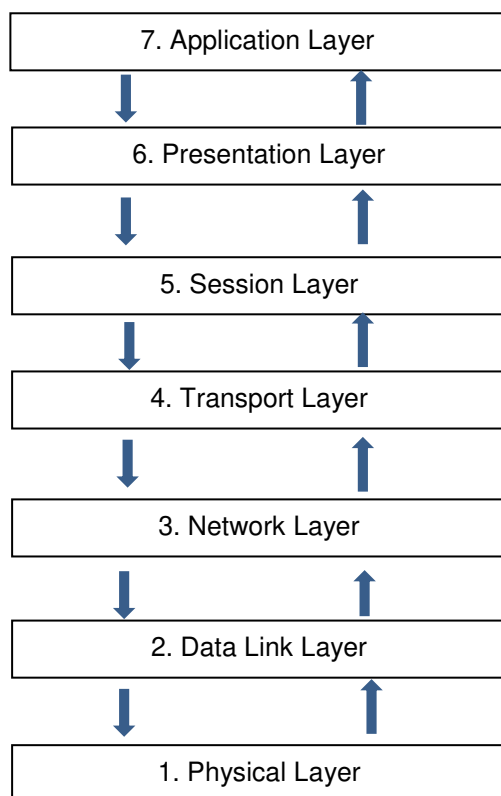 7. Application Layer
6. Presentation Layer
5. Session Layer
4. Transport Layer
3. Network Layer
2. Data Link Layer
1. Physical Layer